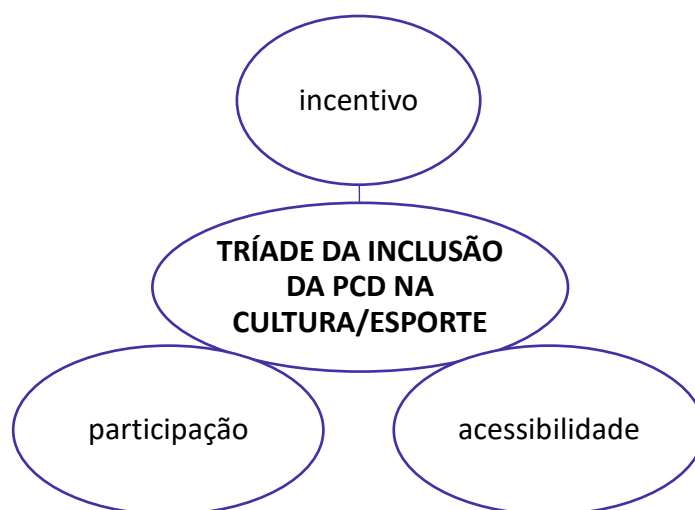 incentivo
TRÍADE DA INCLUSÃO
DA PCD NA
CULTURA/ESPORTE
participação
acessibilidade